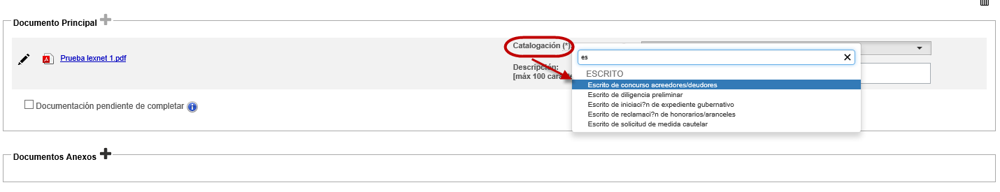 Documento Principal
Prueba lexnet 1.pdf
Catalogación (*):
es
Descripción:
[máx 100 
ESCRITO
Escrito de concurso acreedores/deudores
Escrito de diligencia preliminar
Escrito de iniciaci?n de expediente gubernativo
Escrito de reclamaci?n de honorarios/aranceles
Escrito de solicitud de medida cautelar
Documentación pendiente de completar
Documentos Anexos